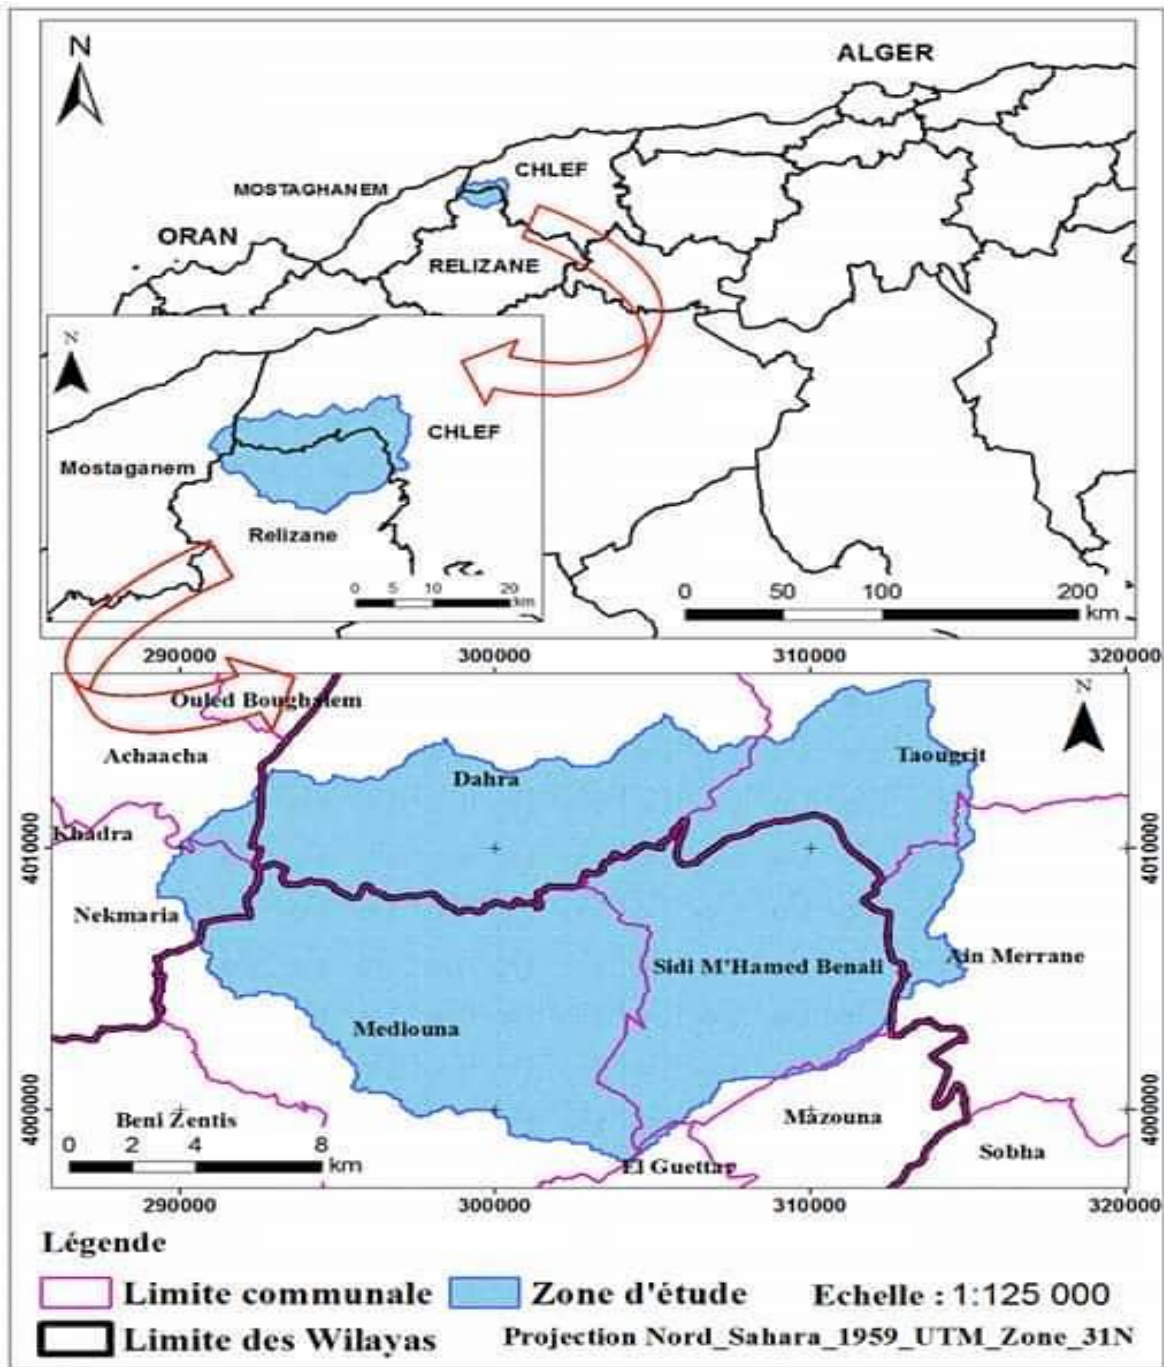 N
ALGER
CHLEF
MOSTAGHANEM
ORAN
RELIZANE
N
CHLEF
Mostaganem
Relizane
0 5 10 20
km
0 50 100 200
km
290000 300000 310000 320000
Ouled Boughalem
N
Achaacha
Taougrit
Dahra
Khadra
4010000 4010000
Nekmaria
Ain Merrane
Sidi M'Hamed Benali
Mediouna
4000000 4000000
Beni Zentis
Mazouna
0 2 4 8
km
Sobha
El Guettar
290000 300000 310000 320000
Légende
Limite communale Zone d'étude Echelle : 1:125 000
Limite des Wilayas Projection Nord_Sahara_1959_UTM_Zone_31N